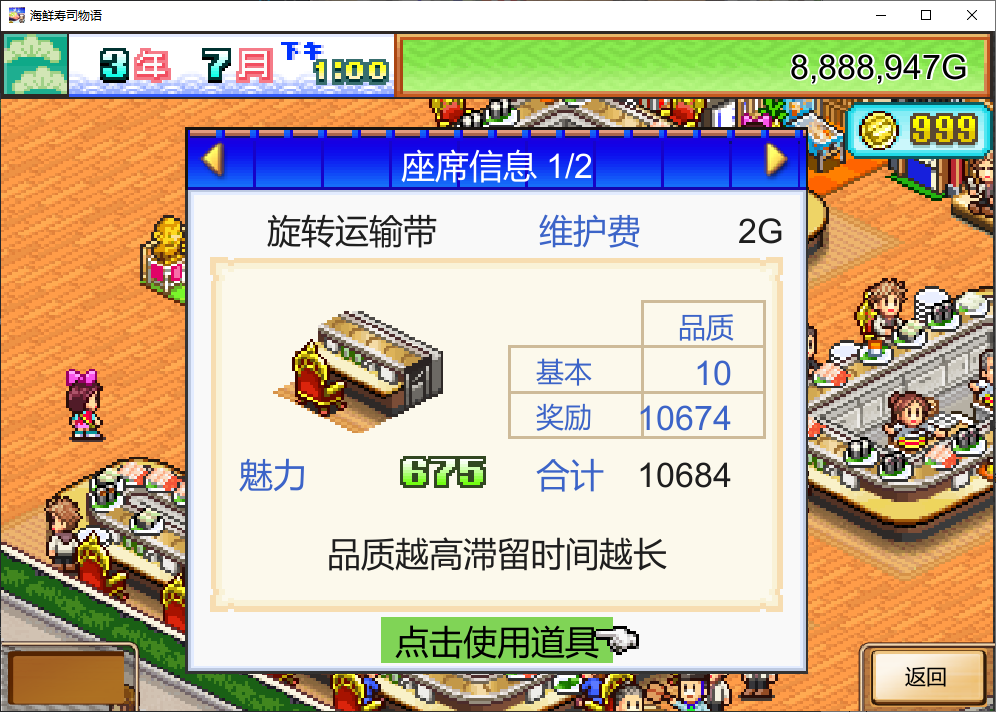 海鲜寿司物语
3年 7月 下午 1:00
8,888,947G
999
座席信息 1/2
旋转运输带 维护费 2G
品质
基本 10
奖励 10674
魅力 675 合计 10684
品质越高滞留时间越长
点击使用道具
返回